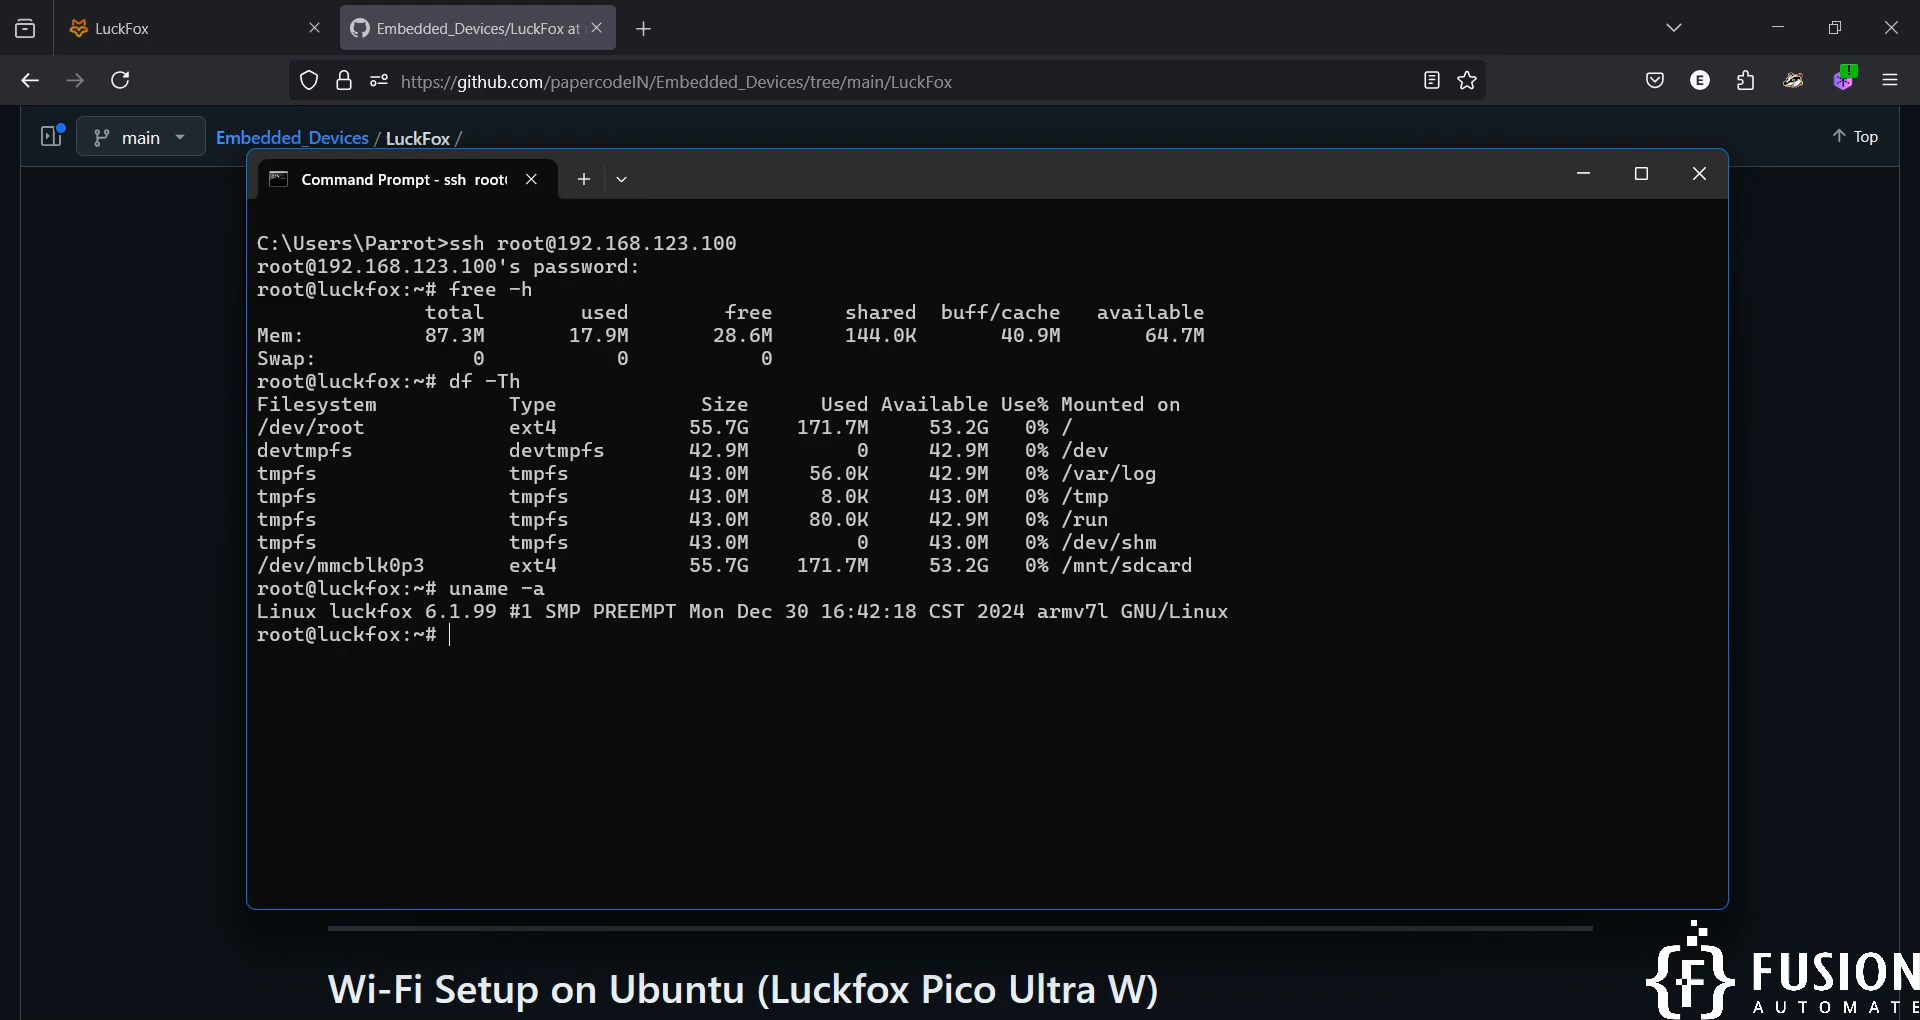 LuckFox
Embedded_Devices/LuckFox at
https://github.com/papercodeIN/Embedded_Devices/tree/main/LuckFox
E
main
Embedded_Devices / LuckFox /
Top
Command Prompt - ssh root
C:\Users\Parrot>ssh root@192.168.123.100
root@192.168.123.100's password:
root@luckfox:~# free -h
total used free shared buff/cache available
Mem: 87.3M 17.9M 28.6M 144.0K 40.9M 64.7M
Swap: 0 0 0
root@luckfox:~# df -Th
Filesystem Type Size Used Available Use% Mounted on
/dev/root ext4 55.7G 171.7M 53.2G 0% /
devtmpfs devtmpfs 42.9M 0 42.9M 0% /dev
tmpfs tmpfs 43.0M 56.0K 42.9M 0% /var/log
tmpfs tmpfs 43.0M 8.0K 43.0M 0% /tmp
tmpfs tmpfs 43.0M 80.0K 42.9M 0% /run
tmpfs tmpfs 43.0M 0 43.0M 0% /dev/shm
/dev/mmcblk0p3 ext4 55.7G 171.7M 53.2G 0% /mnt/sdcard
root@luckfox:~# uname -a
Linux luckfox 6.1.99 #1 SMP PREEMPT Mon Dec 30 16:42:18 CST 2024 armv7l GNU/Linux
root@luckfox:~#
Wi-Fi Setup on Ubuntu (Luckfox Pico Ultra W)
{F} FUSION
AUTOMATE